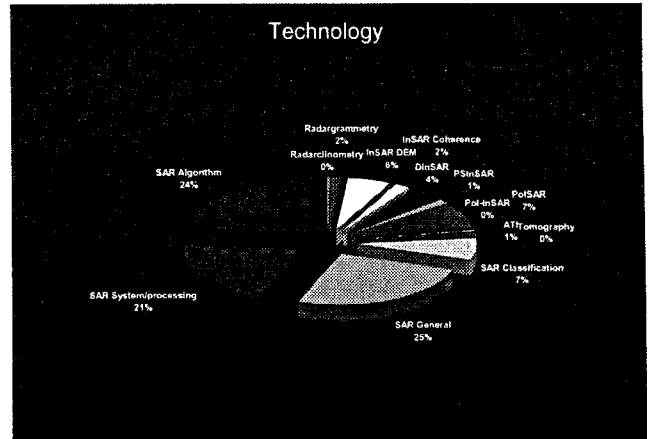 Technology
Radargrammetry
2%
Radarclinometry
0%
InSAR DEM
6%
InSAR Coherence
2%
DInSAR
4%
PSInSAR
1%
Pol-InSAR
0%
PolSAR
7%
ATI
1%
Tomography
0%
SAR Classification
7%
SAR General
25%
SAR System/processing
21%
SAR Algorithm
24%